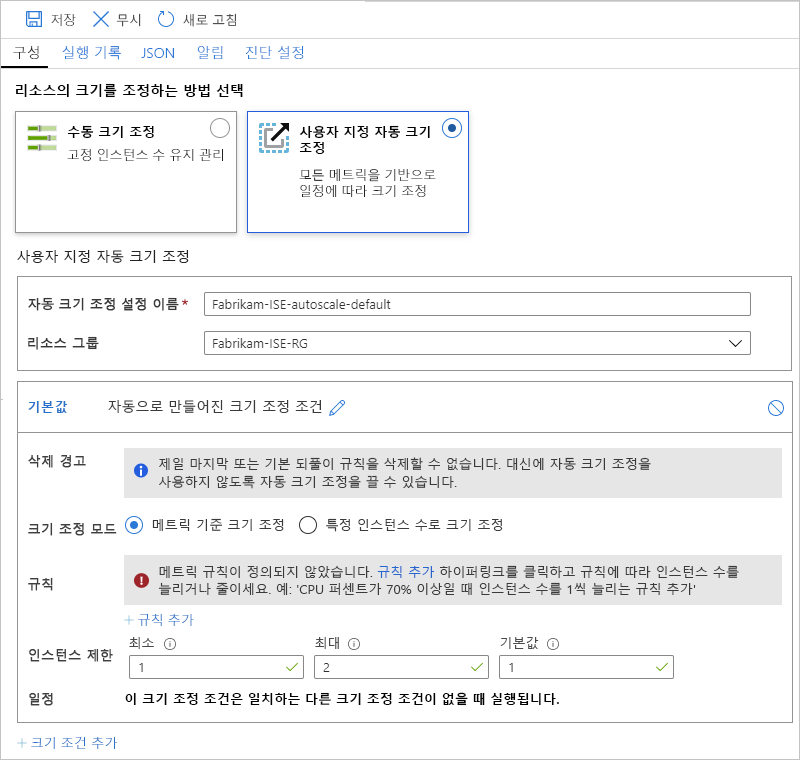 저장 무시 새로 고침
구성 실행 기록 JSON 알림 진단 설정
리소스의 크기를 조정하는 방법 선택
수동 크기 조정
고정 인스턴스 수 유지 관리
사용자 지정 자동 크기
조정
모든 메트릭을 기반으로
일정에 따라 크기 조정
사용자 지정 자동 크기 조정
자동 크기 조정 설정 이름* Fabrikam-ISE-autoscale-default
리소스 그룹 Fabrikam-ISE-RG
기본값 자동으로 만들어진 크기 조정 조건
삭제 경고
제일 마지막 또는 기본 되풀이 규칙을 삭제할 수 없습니다. 대신에 자동 크기 조정을
사용하지 않도록 자동 크기 조정을 끌 수 있습니다.
크기 조정 모드 메트릭 기준 크기 조정 특정 인스턴스 수로 크기 조정
규칙
메트릭 규칙이 정의되지 않았습니다. 규칙 추가 하이퍼링크를 클릭하고 규칙에 따라 인스턴스 수를
늘리거나 줄이세요. 예: 'CPU 퍼센트가 70% 이상일 때 인스턴스 수를 1씩 늘리는 규칙 추가'
+ 규칙 추가
인스턴스 제한
최소 최대 기본값
1 2 1
일정 이 크기 조정 조건은 일치하는 다른 크기 조정 조건이 없을 때 실행됩니다.
+ 크기 조건 추가